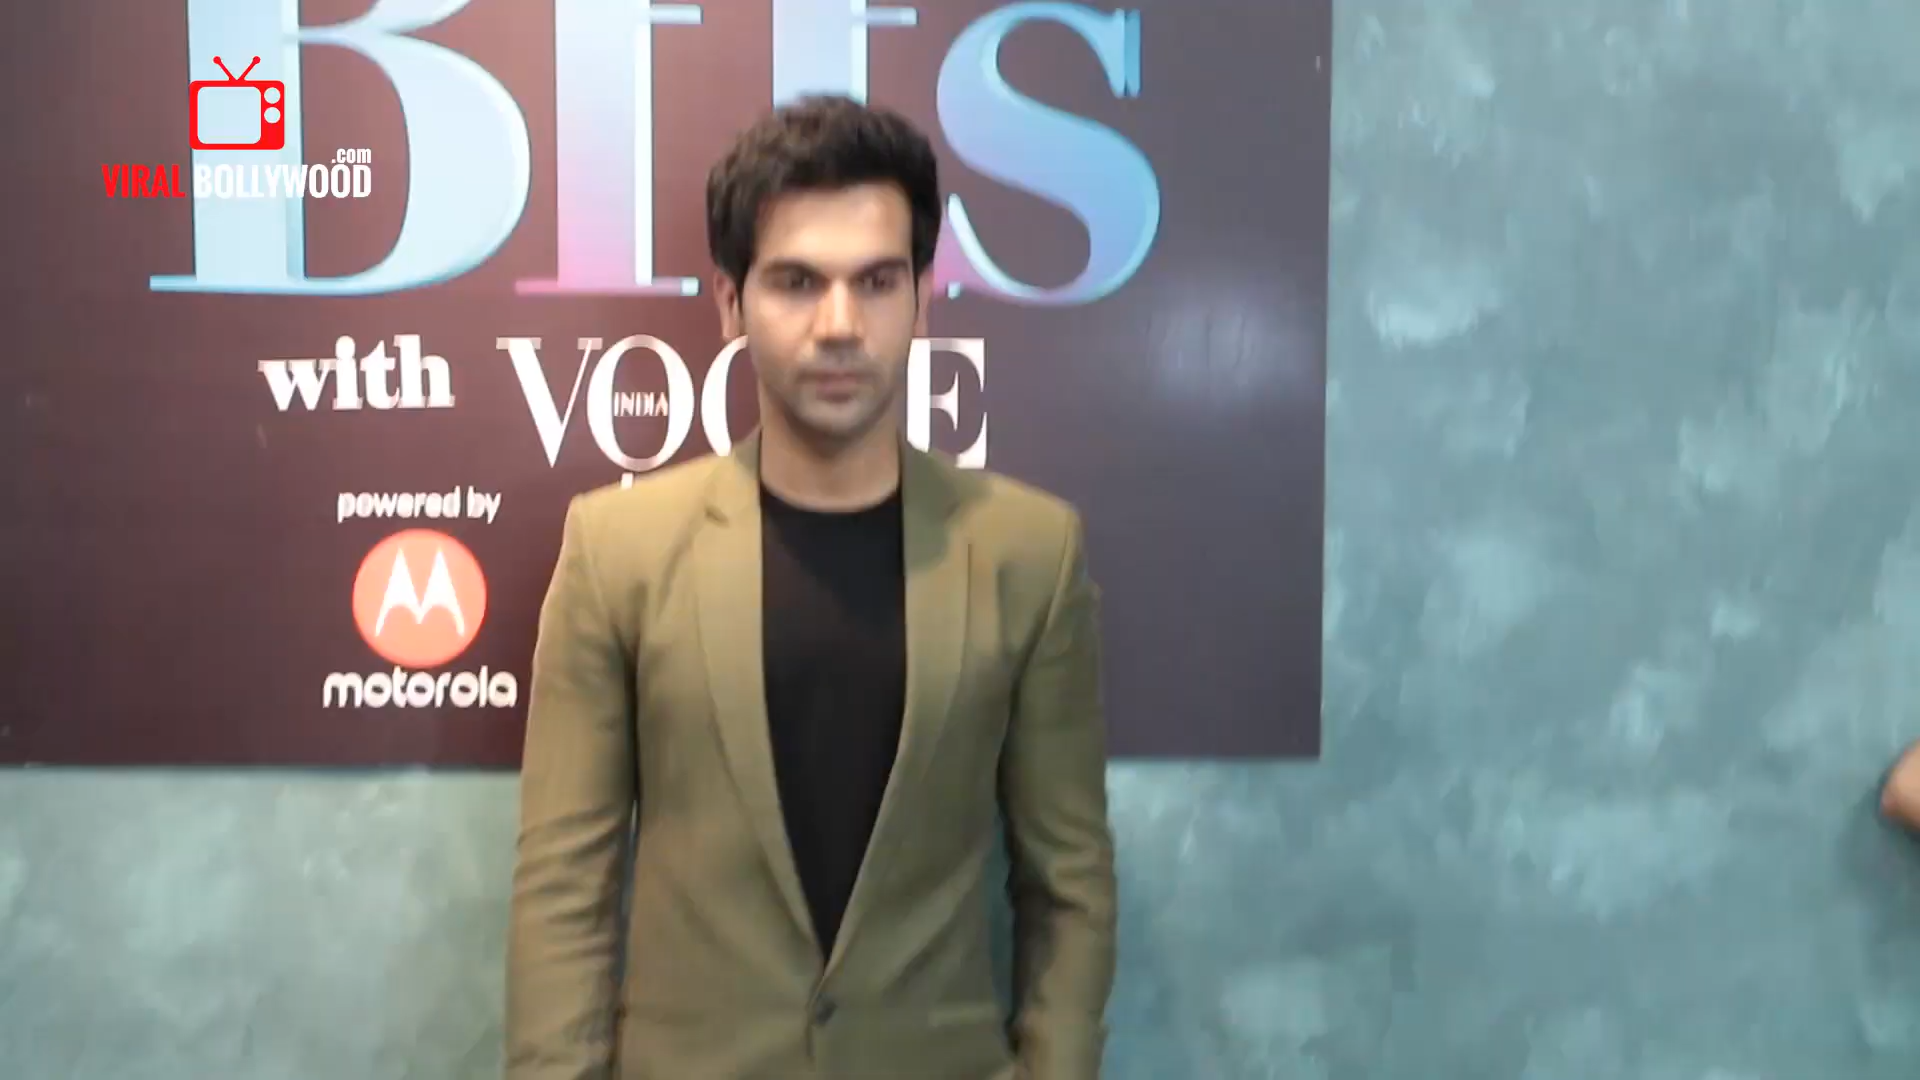 BFFs
with VOGUE
INDIA
powered by
motorola
.com
VIRAL BOLLYWOOD